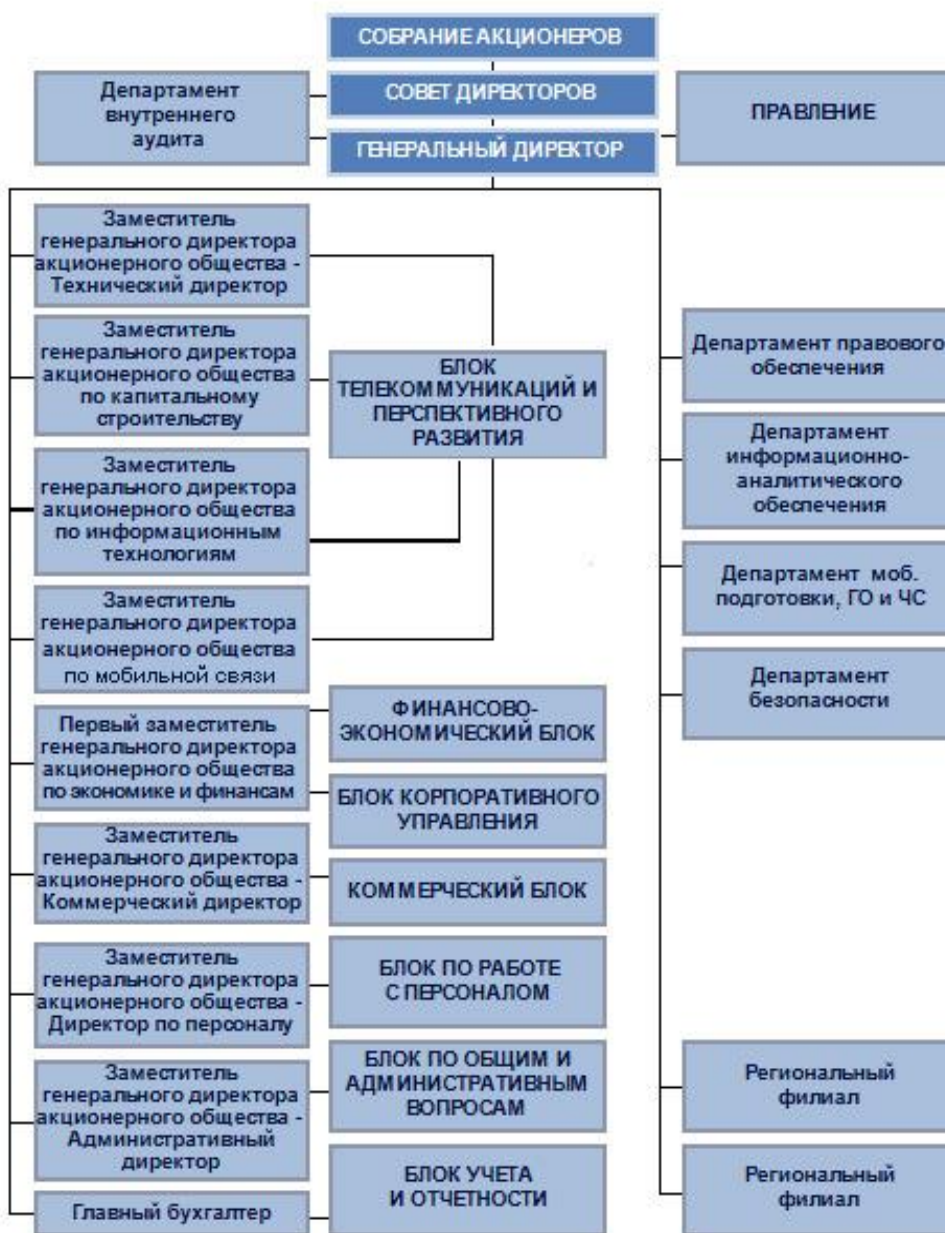 СОБРАНИЕ АКЦИОНЕРОВ
Департамент
внутреннего
аудита
СОВЕТ ДИРЕКТОРОВ
ГЕНЕРАЛЬНЫЙ ДИРЕКТОР
ПРАВЛЕНИЕ
Заместитель
генерального директора
акционерного общества -
Технический директор
Заместитель
генерального директора
акционерного общества
по капитальному
строительству
Заместитель
генерального директора
акционерного общества
по информационным
технологиям
Заместитель
генерального директора
акционерного общества
по мобильной связи
БЛОК
ТЕЛЕКОММУНИКАЦИЙ И
ПЕРСПЕКТИВНОГО
РАЗВИТИЯ
Первый заместитель
генерального директора
акционерного общества
по экономике и финансам
ФИНАНСОВО-
ЭКОНОМИЧЕСКИЙ БЛОК
БЛОК КОРПОРАТИВНОГО
УПРАВЛЕНИЯ
Заместитель
генерального директора
акционерного общества -
Коммерческий директор
КОММЕРЧЕСКИЙ БЛОК
Заместитель
генерального директора
акционерного общества -
Директор по персоналу
БЛОК ПО РАБОТЕ
С ПЕРСОНАЛОМ
Заместитель
генерального директора
акционерного общества -
Административный
директор
БЛОК ПО ОБЩИМ И
АДМИНИСТРАТИВНЫМ
ВОПРОСАМ
Главный бухгалтер
БЛОК УЧЕТА
И ОТЧЕТНОСТИ
Департамент правового
обеспечения
Департамент
информационно-
аналитического
обеспечения
Департамент моб.
подготовки, ГО и ЧС
Департамент
безопасности
Региональный
филиал
Региональный
филиал